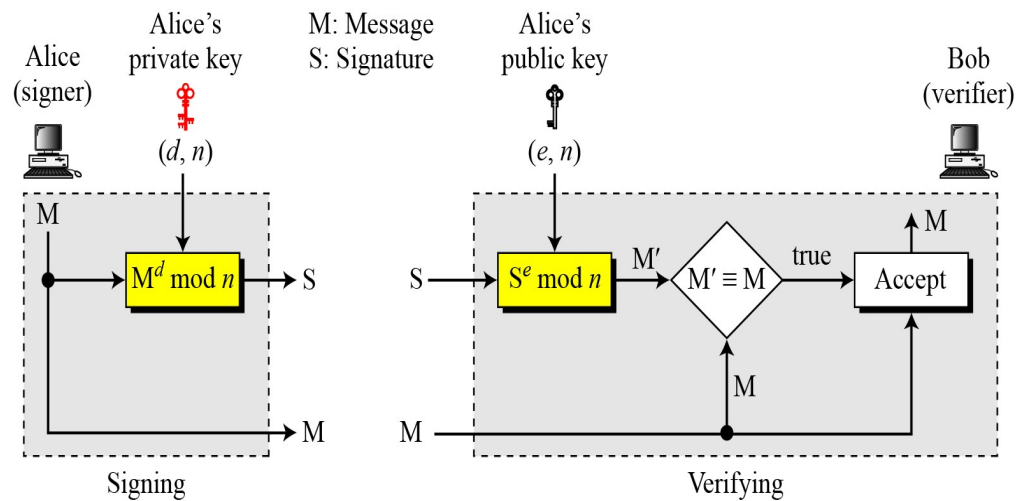 Alice
(signer)
Alice’s
private key
(d, n)
M: Message
S: Signature
Alice’s
public key
(e, n)
Bob
(verifier)
M
Mᵈ mod n
S
M
Signing
S
Sᵉ mod n
M′
M′ ≡ M
true
Accept
M
M
M
Verifying